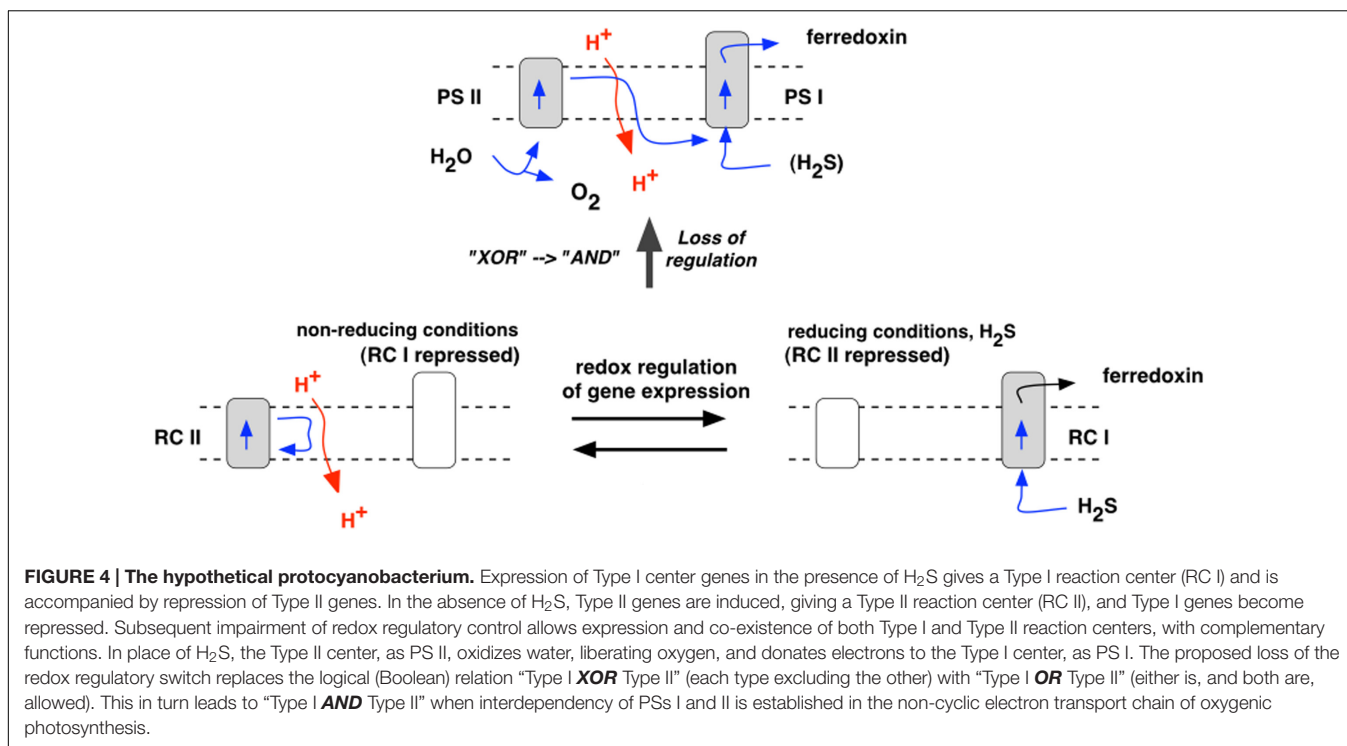 H+
ferredoxin
PS II
PS I
H2O
O2
H+
(H2S)
"XOR" --> "AND"
Loss of
regulation
non-reducing conditions
(RC I repressed)
reducing conditions, H2S
(RC II repressed)
redox regulation
of gene expression
H+
ferredoxin
RC II
RC I
H+
H2S
FIGURE 4 | The hypothetical protocyanobacterium. Expression of Type I center genes in the presence of H2S gives a Type I reaction center (RC I) and is
accompanied by repression of Type II genes. In the absence of H2S, Type II genes are induced, giving a Type II reaction center (RC II), and Type I genes become
repressed. Subsequent impairment of redox regulatory control allows expression and co-existence of both Type I and Type II reaction centers, with complementary
functions. In place of H2S, the Type II center, as PS II, oxidizes water, liberating oxygen, and donates electrons to the Type I center, as PS I. The proposed loss of the
redox regulatory switch replaces the logical (Boolean) relation “Type I XOR Type II” (each type excluding the other) with “Type I OR Type II” (either is, and both are,
allowed). This in turn leads to “Type I AND Type II” when interdependency of PSs I and II is established in the non-cyclic electron transport chain of oxygenic
photosynthesis.